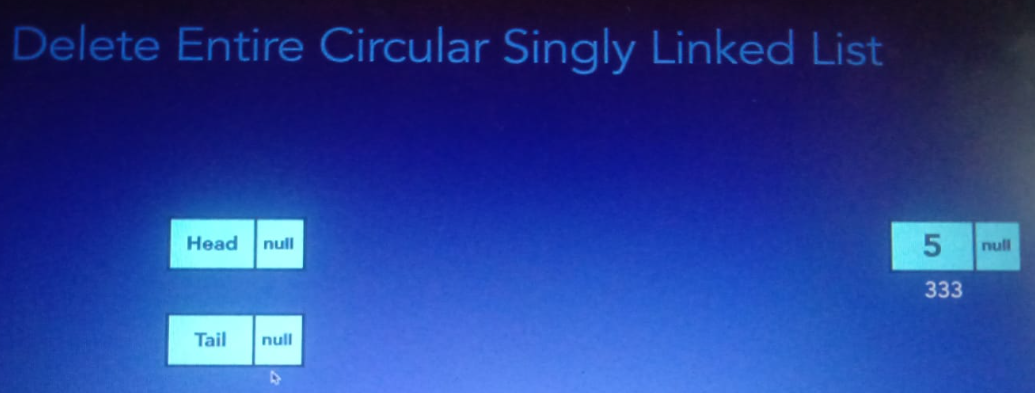 Delete Entire Circular Singly Linked List
Head null
5 null
333
Tail null